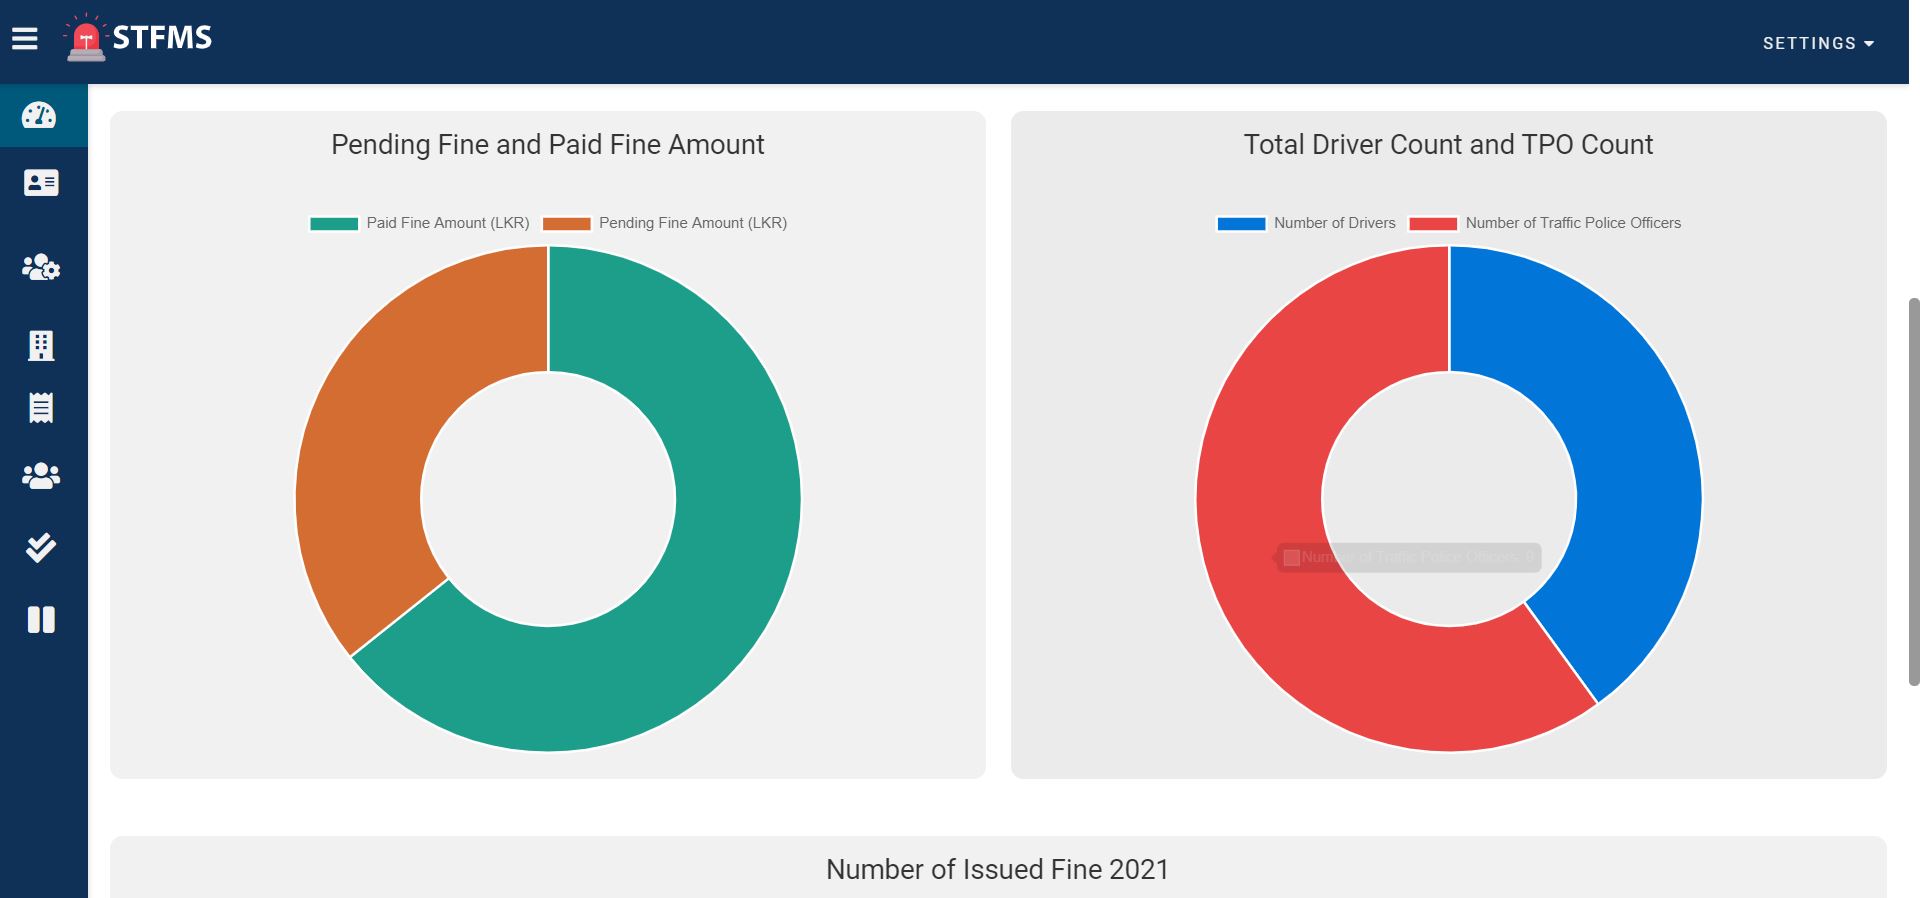 STFMS
SETTINGS
Pending Fine and Paid Fine Amount
Paid Fine Amount (LKR) Pending Fine Amount (LKR)
Total Driver Count and TPO Count
Number of Drivers Number of Traffic Police Officers
Number of Traffic Police Officers: 9
Number of Issued Fine 2021